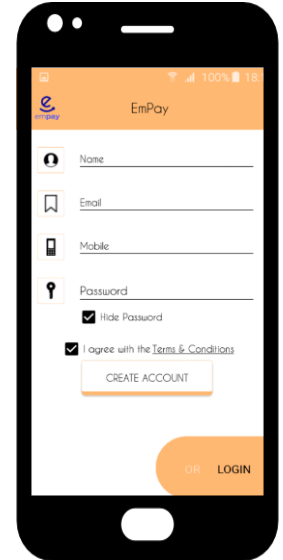 100% 18:
empay
EmPay
Name
Email
Mobile
Password
Hide Password
I agree with the Terms & Conditions
CREATE ACCOUNT
OR LOGIN